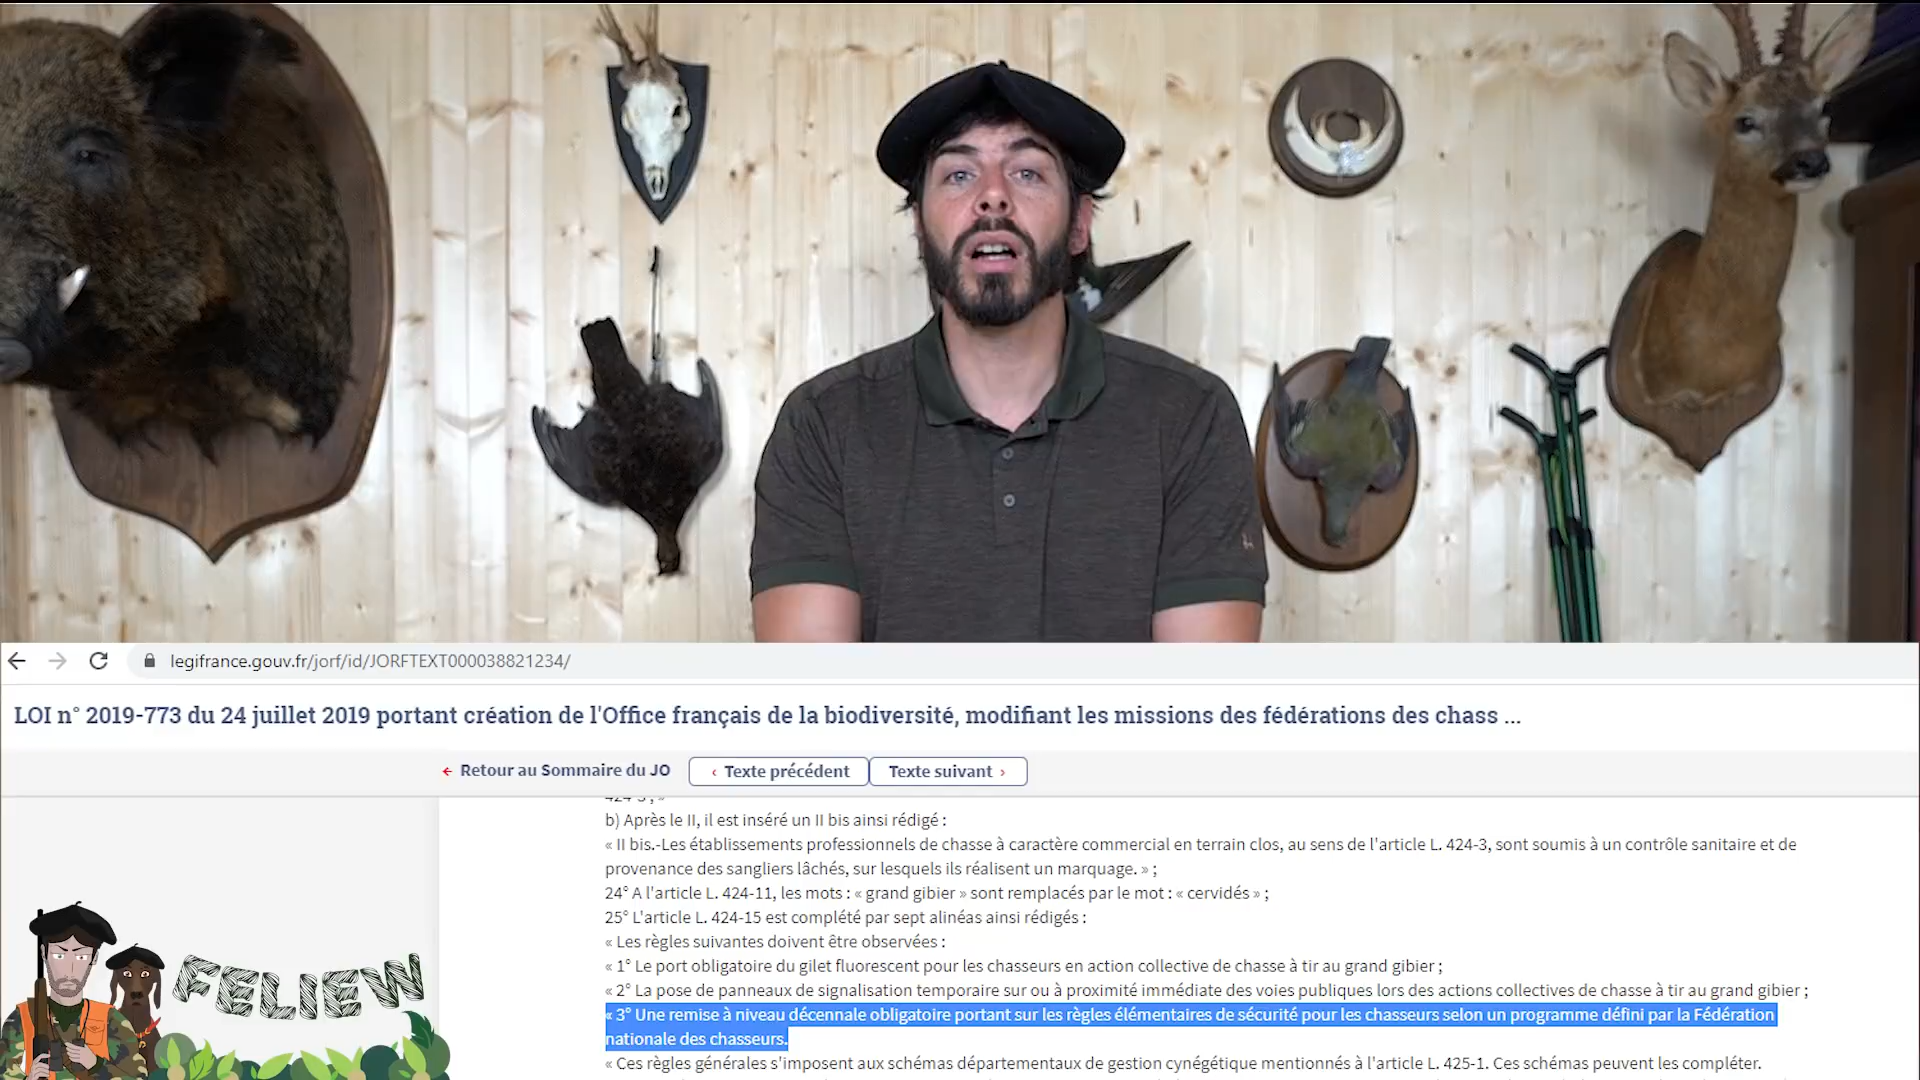 legifrance.gouv.fr/jorf/id/JORFTEXT000038821234/
LOI n° 2019-773 du 24 juillet 2019 portant création de l'Office français de la biodiversité, modifiant les missions des fédérations des chass ...
← Retour au Sommaire du JO
‹ Texte précédent
Texte suivant ›
424-3 ; »
b) Après le II, il est inséré un II bis ainsi rédigé :
« II bis.-Les établissements professionnels de chasse à caractère commercial en terrain clos, au sens de l'article L. 424-3, sont soumis à un contrôle sanitaire et de
provenance des sangliers lâchés, sur lesquels ils réalisent un marquage. » ;
24° A l'article L. 424-11, les mots : « grand gibier » sont remplacés par le mot : « cervidés » ;
25° L'article L. 424-15 est complété par sept alinéas ainsi rédigés :
« Les règles suivantes doivent être observées :
« 1° Le port obligatoire du gilet fluorescent pour les chasseurs en action collective de chasse à tir au grand gibier ;
« 2° La pose de panneaux de signalisation temporaire sur ou à proximité immédiate des voies publiques lors des actions collectives de chasse à tir au grand gibier ;
« 3° Une remise à niveau décennale obligatoire portant sur les règles élémentaires de sécurité pour les chasseurs selon un programme défini par la Fédération
nationale des chasseurs.
« Ces règles générales s'imposent aux schémas départementaux de gestion cynégétique mentionnés à l'article L. 425-1. Ces schémas peuvent les compléter.
FELIEW